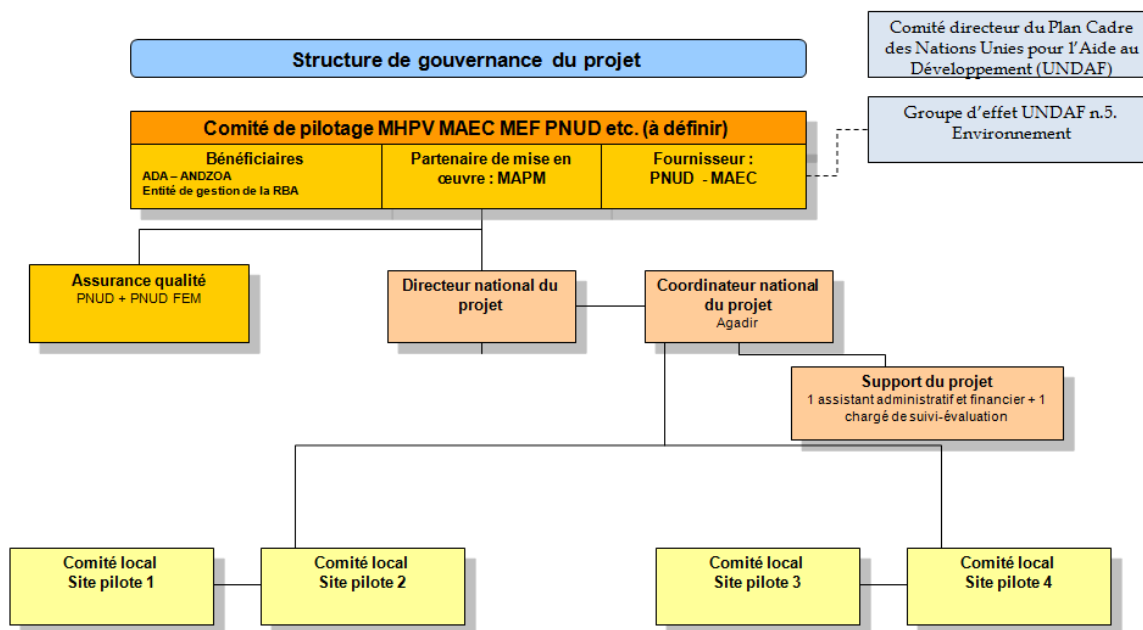 Structure de gouvernance du projet
Comité directeur du Plan Cadre
des Nations Unies pour l'Aide au
Développement (UNDAF)
Groupe d'effet UNDAF n.5.
Environnement
Comité de pilotage MHPV MAEC MEF PNUD etc. (à définir)
Bénéficiaires
ADA – ANDZOA
Entité de gestion de la RBA
Partenaire de mise en
œuvre : MAPM
Fournisseur :
PNUD - MAEC
Assurance qualité
PNUD + PNUD FEM
Directeur national du
projet
Coordinateur national
du projet
Agadir
Support du projet
1 assistant administratif et financier + 1
chargé de suivi-évaluation
Comité local
Site pilote 1
Comité local
Site pilote 2
Comité local
Site pilote 3
Comité local
Site pilote 4